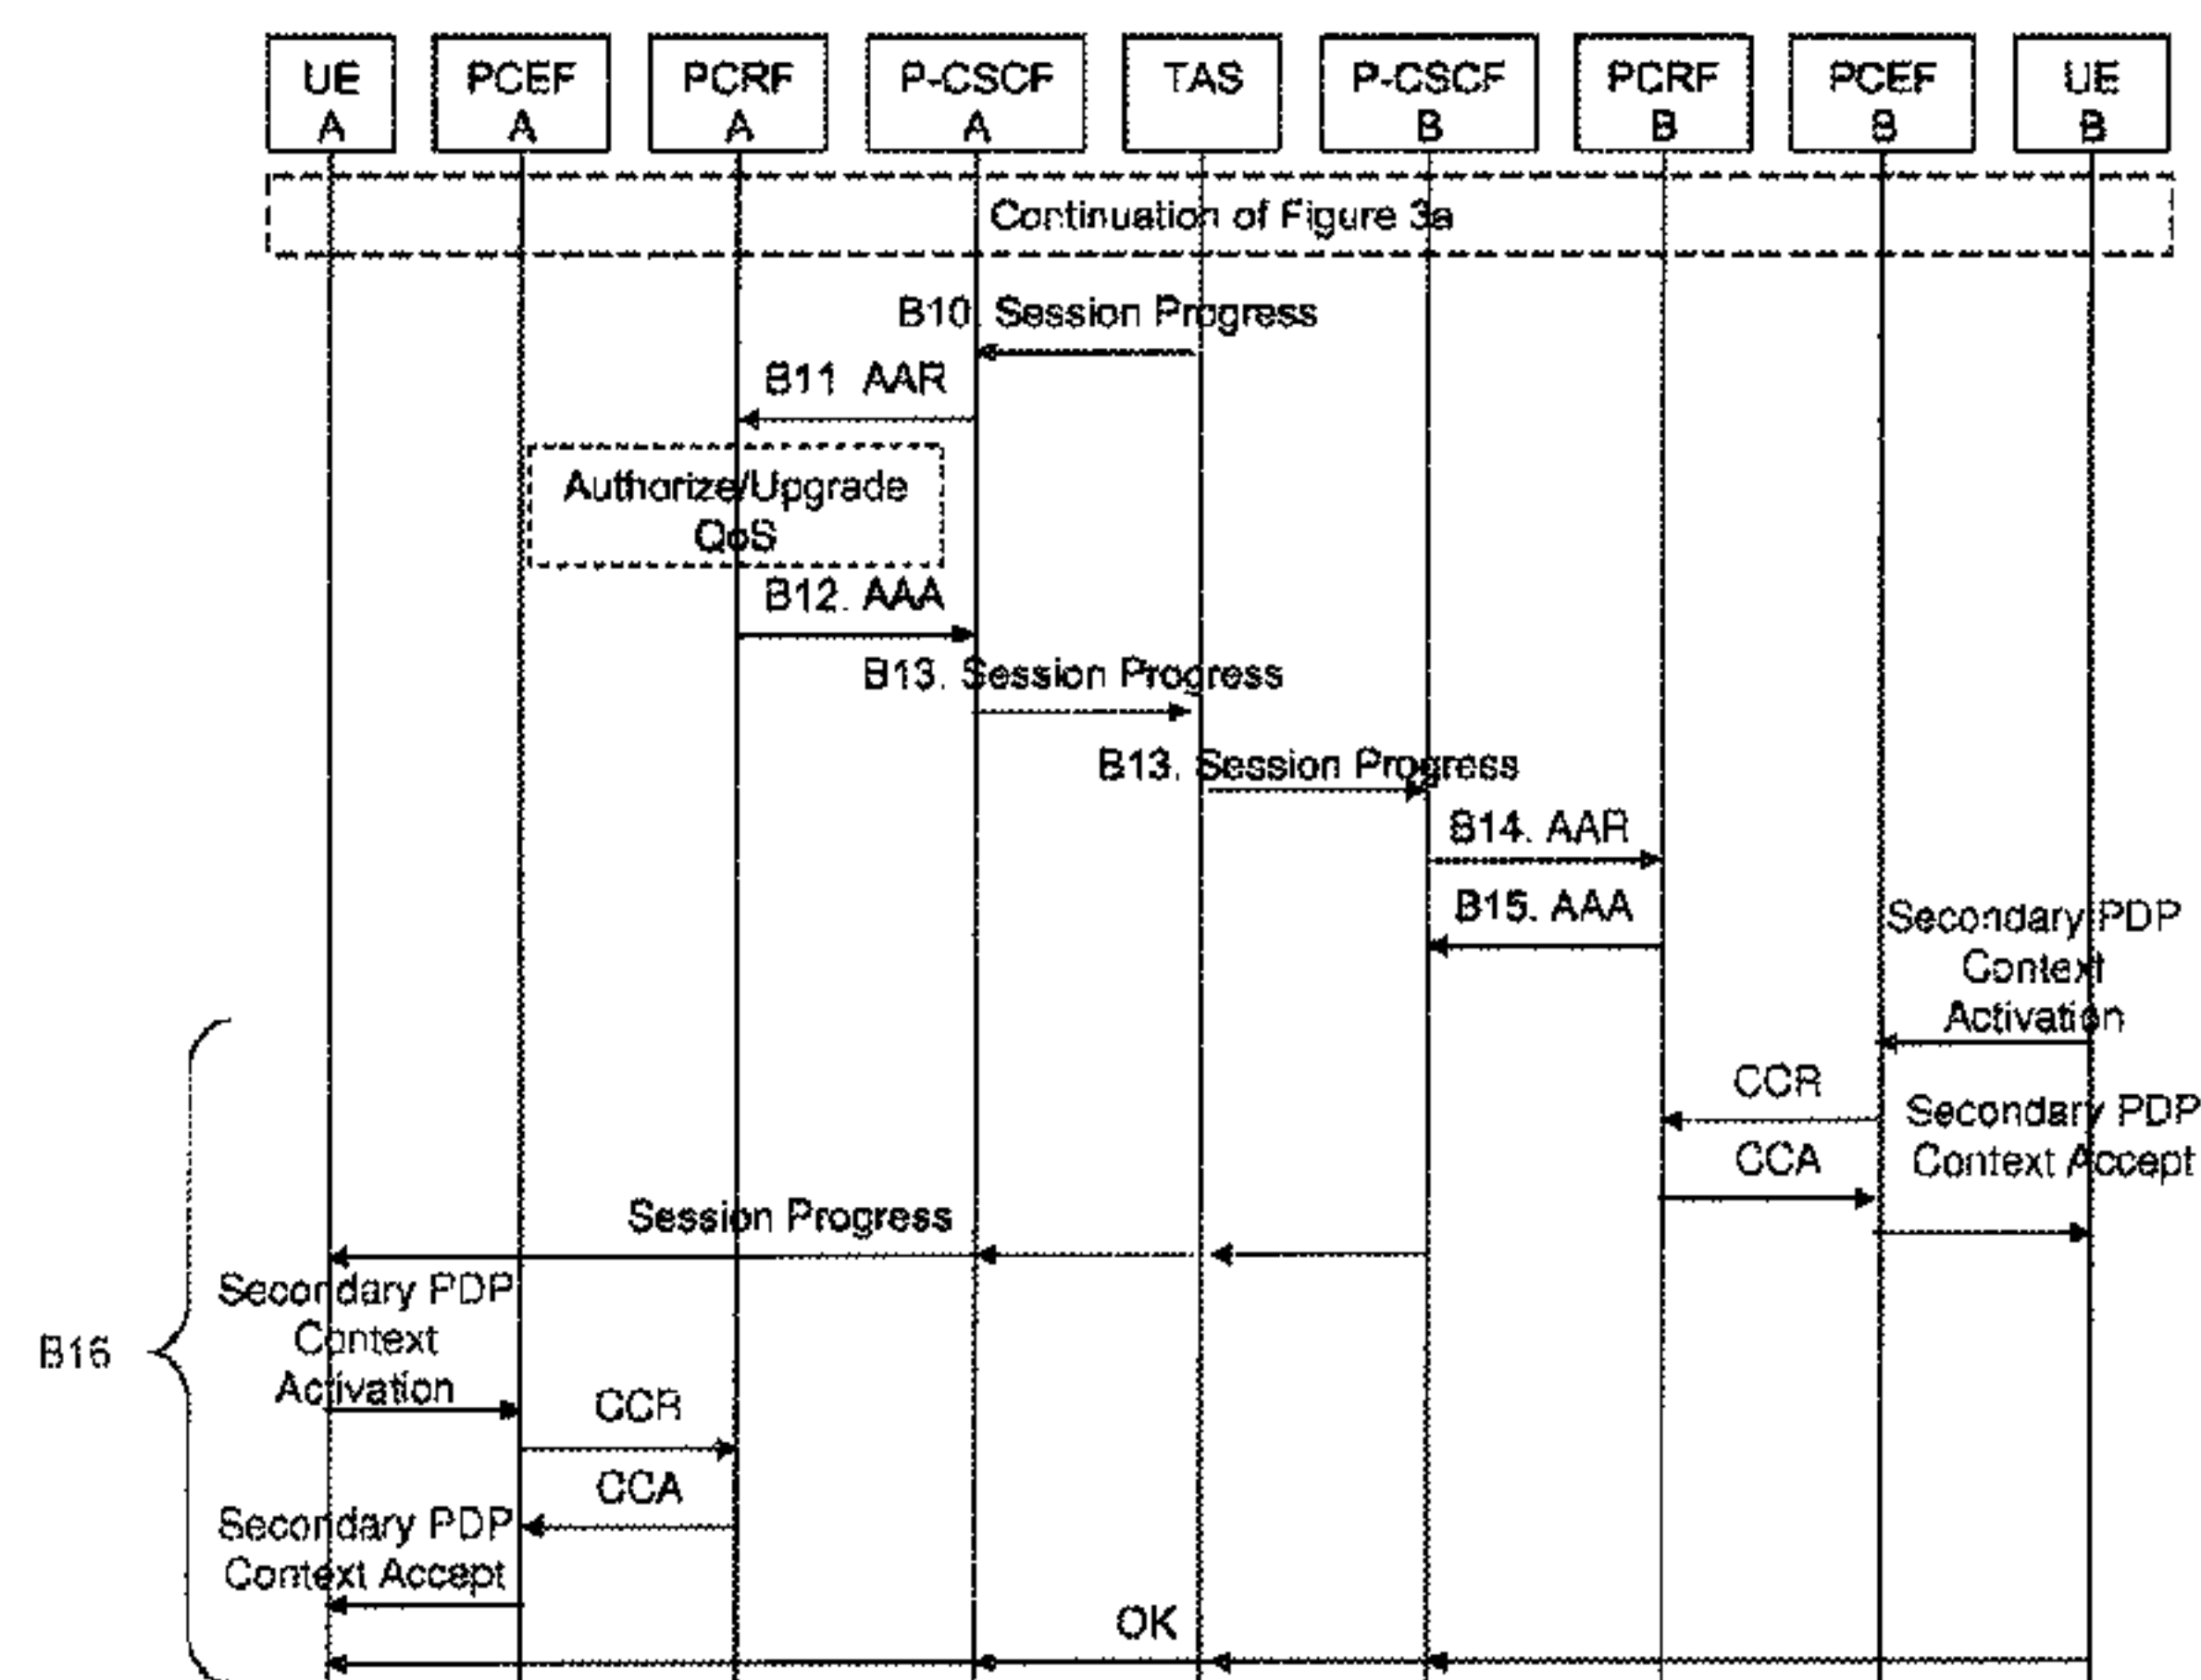 UE
A
PCEF
A
PCRF
A
P-CSCF
A
TAS
P-CSCF
B
PCRF
B
PCEF
B
UE
B
Continuation of Figure 3a
B10. Session Progress
B11 AAR
Authorize/Upgrade
QoS
B12. AAA
B13. Session Progress
B13. Session Progress
B14. AAR
B15. AAA
Secondary PDP
Context
Activation
CCR
Secondary PDP
Context Accept
CCA
Session Progress
Secondary PDP
Context
Activation
B16
CCR
CCA
Secondary PDP
Context Accept
OK